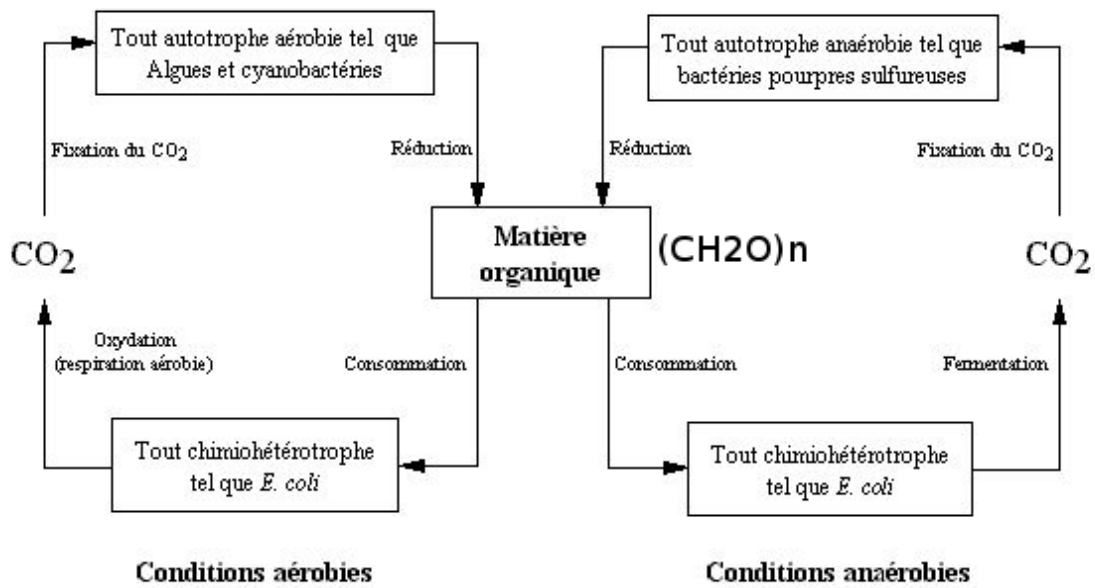 Tout autotrophe aérobie tel que
Algues et cyanobactéries
Tout autotrophe anaérobie tel que
bactéries pourpres sulfureuses
Fixation du CO2
Réduction
Réduction
Fixation du CO2
Matière
organique
(CH2O)n
CO2
CO2
Oxydation
(respiration aérobie)
Consommation
Consommation
Fermentation
Tout chimiohétérotrophe
tel que E. coli
Tout chimiohétérotrophe
tel que E. coli
Conditions aérobies
Conditions anaérobies